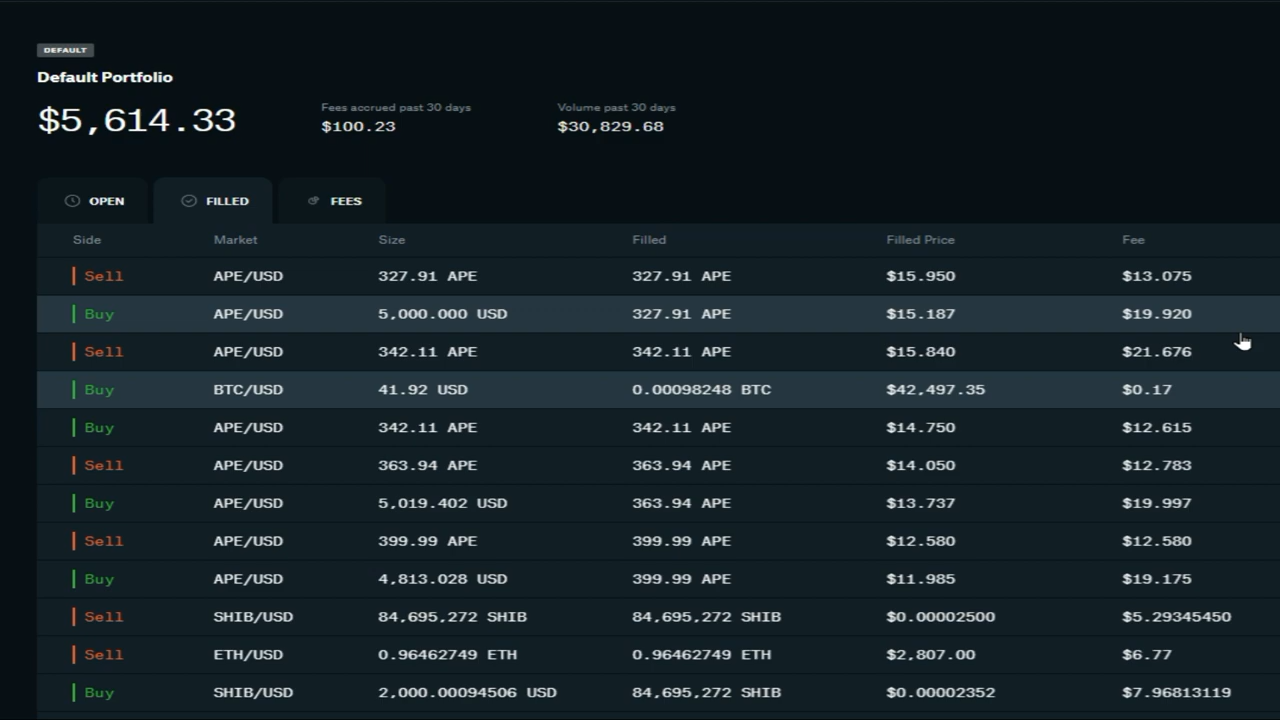 DEFAULT
Default Portfolio
$5,614.33
Fees accrued past 30 days
$100.23
Volume past 30 days
$30,829.68
OPEN FILLED FEES
Side Market Size Filled Filled Price Fee
Sell APE/USD 327.91 APE 327.91 APE $15.950 $13.075
Buy APE/USD 5,000.000 USD 327.91 APE $15.187 $19.920
Sell APE/USD 342.11 APE 342.11 APE $15.840 $21.676
Buy BTC/USD 41.92 USD 0.00098248 BTC $42,497.35 $0.17
Buy APE/USD 342.11 APE 342.11 APE $14.750 $12.615
Sell APE/USD 363.94 APE 363.94 APE $14.050 $12.783
Buy APE/USD 5,019.402 USD 363.94 APE $13.737 $19.997
Sell APE/USD 399.99 APE 399.99 APE $12.580 $12.580
Buy APE/USD 4,813.028 USD 399.99 APE $11.985 $19.175
Sell SHIB/USD 84,695,272 SHIB 84,695,272 SHIB $0.00002500 $5.29345450
Sell ETH/USD 0.96462749 ETH 0.96462749 ETH $2,807.00 $6.77
Buy SHIB/USD 2,000.00094506 USD 84,695,272 SHIB $0.00002352 $7.96813119